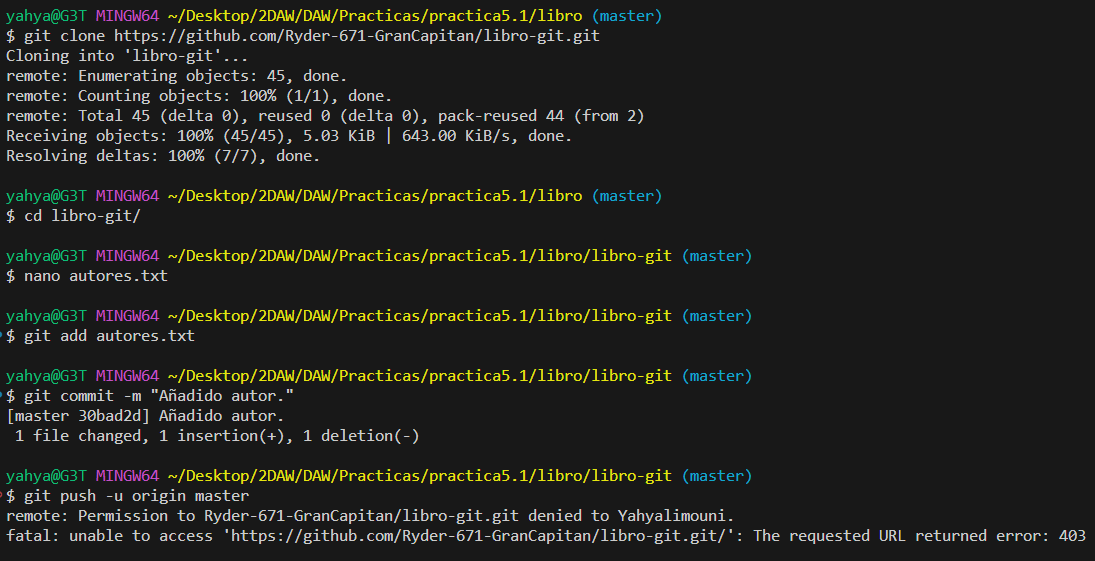 yahya@G3T MINGW64 ~/Desktop/2DAW/DAW/Practicas/practica5.1/libro (master)
$ git clone https://github.com/Ryder-671-GranCapitan/libro-git.git
Cloning into 'libro-git'...
remote: Enumerating objects: 45, done.
remote: Counting objects: 100% (1/1), done.
remote: Total 45 (delta 0), reused 0 (delta 0), pack-reused 44 (from 2)
Receiving objects: 100% (45/45), 5.03 KiB | 643.00 KiB/s, done.
Resolving deltas: 100% (7/7), done.
yahya@G3T MINGW64 ~/Desktop/2DAW/DAW/Practicas/practica5.1/libro (master)
$ cd libro-git/
yahya@G3T MINGW64 ~/Desktop/2DAW/DAW/Practicas/practica5.1/libro/libro-git (master)
$ nano autores.txt
yahya@G3T MINGW64 ~/Desktop/2DAW/DAW/Practicas/practica5.1/libro/libro-git (master)
$ git add autores.txt
yahya@G3T MINGW64 ~/Desktop/2DAW/DAW/Practicas/practica5.1/libro/libro-git (master)
$ git commit -m "Añadido autor."
[master 30bad2d] Añadido autor.
 1 file changed, 1 insertion(+), 1 deletion(-)
yahya@G3T MINGW64 ~/Desktop/2DAW/DAW/Practicas/practica5.1/libro/libro-git (master)
$ git push -u origin master
remote: Permission to Ryder-671-GranCapitan/libro-git.git denied to Yahyalimouni.
fatal: unable to access 'https://github.com/Ryder-671-GranCapitan/libro-git.git/': The requested URL returned error: 403